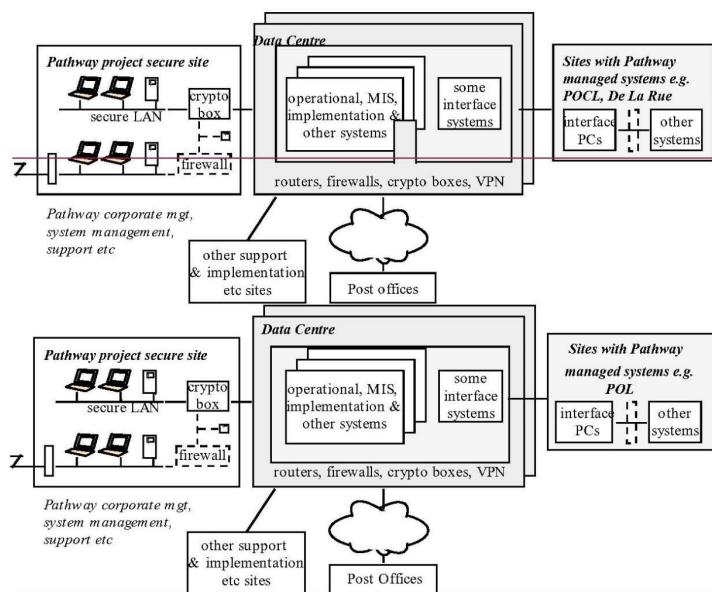 Data Centre
Pathway project secure site
crypto
box
secure LAN
firewall
operational, MIS,
implementation &
other systems
some
interface
systems
routers, firewalls, crypto boxes, VPN
Sites with Pathway
managed systems e.g.
POCL, De La Rue
interface
PCs
other
systems
Pathway corporate mgt,
system management,
support etc
other support
& implementation
etc sites
Post offices
Data Centre
Pathway project secure site
crypto
box
secure LAN
firewall
operational, MIS,
implementation &
other systems
some
interface
systems
routers, firewalls, crypto boxes, VPN
Sites with Pathway
managed systems e.g.
POL
interface
PCs
other
systems
Pathway corporate mgt,
system management,
support etc
other support
& implementation
etc sites
Post Offices